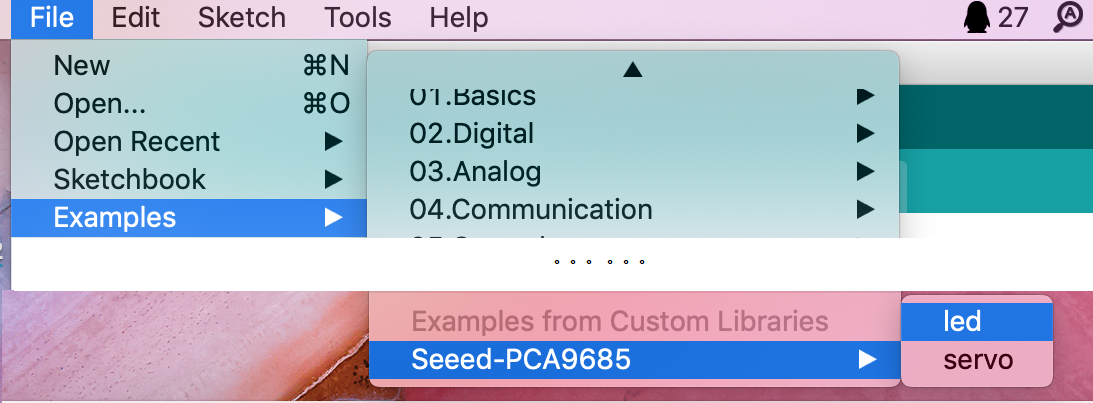 File Edit Sketch Tools Help 27
New ⌘N
Open... ⌘O
Open Recent ▶
Sketchbook ▶
Examples ▶
▲
01.Basics ▶
02.Digital ▶
03.Analog ▶
04.Communication ▶
......
Examples from Custom Libraries
Seeed-PCA9685 ▶
led
servo